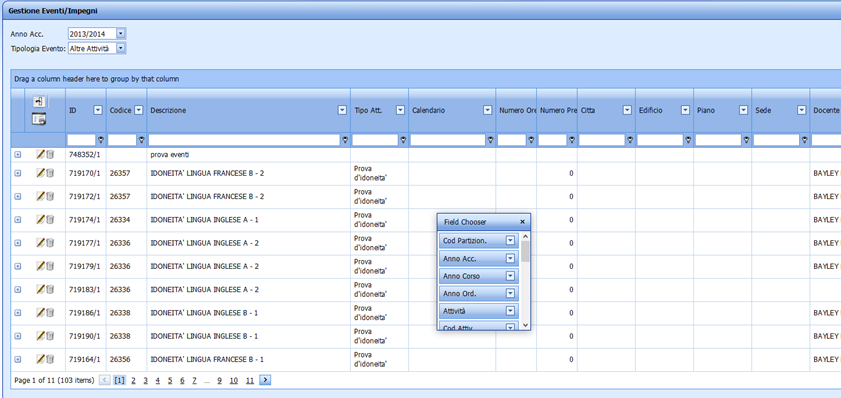 Gestione Eventi/Impegni
Anno Acc. 2013/2014
Tipologia Evento: Altre Attività
Drag a column header here to group by that column
ID Codice Descrizione Tipo Att. Calendario Numero Ore Numero Pre Citta Edificio Piano Sede Docente
748352/1 prova eventi
719170/1 26357 IDONEITA' LINGUA FRANCESE B - 2 Prova d'idoneita' 0 BAYLEY
719172/1 26357 IDONEITA' LINGUA FRANCESE B - 2 Prova d'idoneita' 0 BAYLEY
719174/1 26334 IDONEITA' LINGUA INGLESE A - 1 Prova d'idoneita' 0
719177/1 26336 IDONEITA' LINGUA INGLESE A - 2 Prova d'idoneita' 0 BAYLEY
719179/1 26336 IDONEITA' LINGUA INGLESE A - 2 Prova d'idoneita' 0 BAYLEY
719183/1 26336 IDONEITA' LINGUA INGLESE A - 2 Prova d'idoneita' 0
719186/1 26338 IDONEITA' LINGUA INGLESE B - 1 Prova d'idoneita' 0 BAYLEY
719190/1 26338 IDONEITA' LINGUA INGLESE B - 1 Prova d'idoneita' 0 BAYLEY
719164/1 26356 IDONEITA' LINGUA FRANCESE B - 1 Prova d'idoneita' 0 BAYLEY
Field Chooser
Cod Partizion.
Anno Acc.
Anno Corso
Anno Ord.
Attività
Cod Attiv
Page 1 of 11 (103 items) [1] 2 3 4 5 6 7 ... 9 10 11